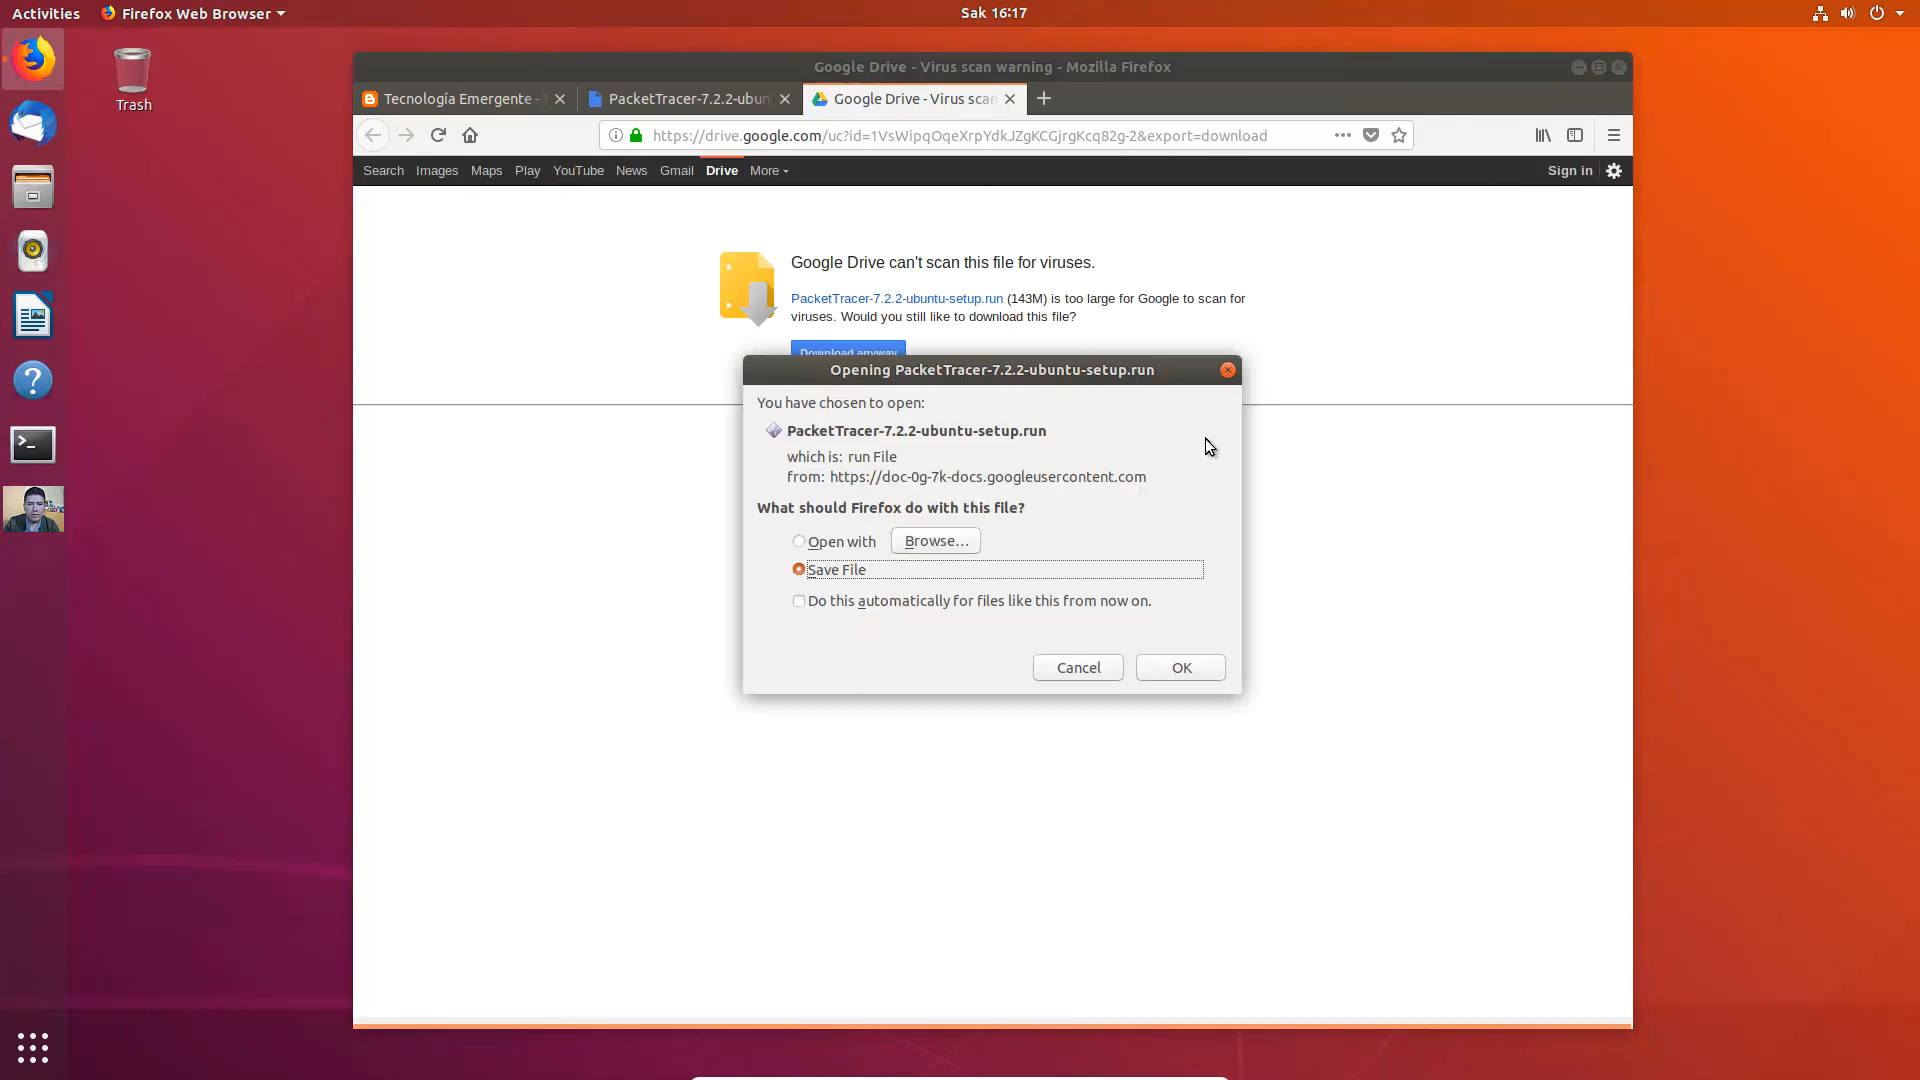 Activities
Firefox Web Browser
Sak 16:17
Trash
Google Drive - Virus scan warning - Mozilla Firefox
Tecnología Emergente -
PacketTracer-7.2.2-ubun
Google Drive - Virus scan
https://drive.google.com/uc?id=1VsWipqOqeXrpYdkJZgKCGjrgKcq82g-2&export=download
Search Images Maps Play YouTube News Gmail Drive More
Sign in
Google Drive can't scan this file for viruses.
PacketTracer-7.2.2-ubuntu-setup.run (143M) is too large for Google to scan for
viruses. Would you still like to download this file?
Download anyway
Opening PacketTracer-7.2.2-ubuntu-setup.run
You have chosen to open:
PacketTracer-7.2.2-ubuntu-setup.run
which is: run File
from: https://doc-0g-7k-docs.googleusercontent.com
What should Firefox do with this file?
Open with
Browse...
Save File
Do this automatically for files like this from now on.
Cancel
OK